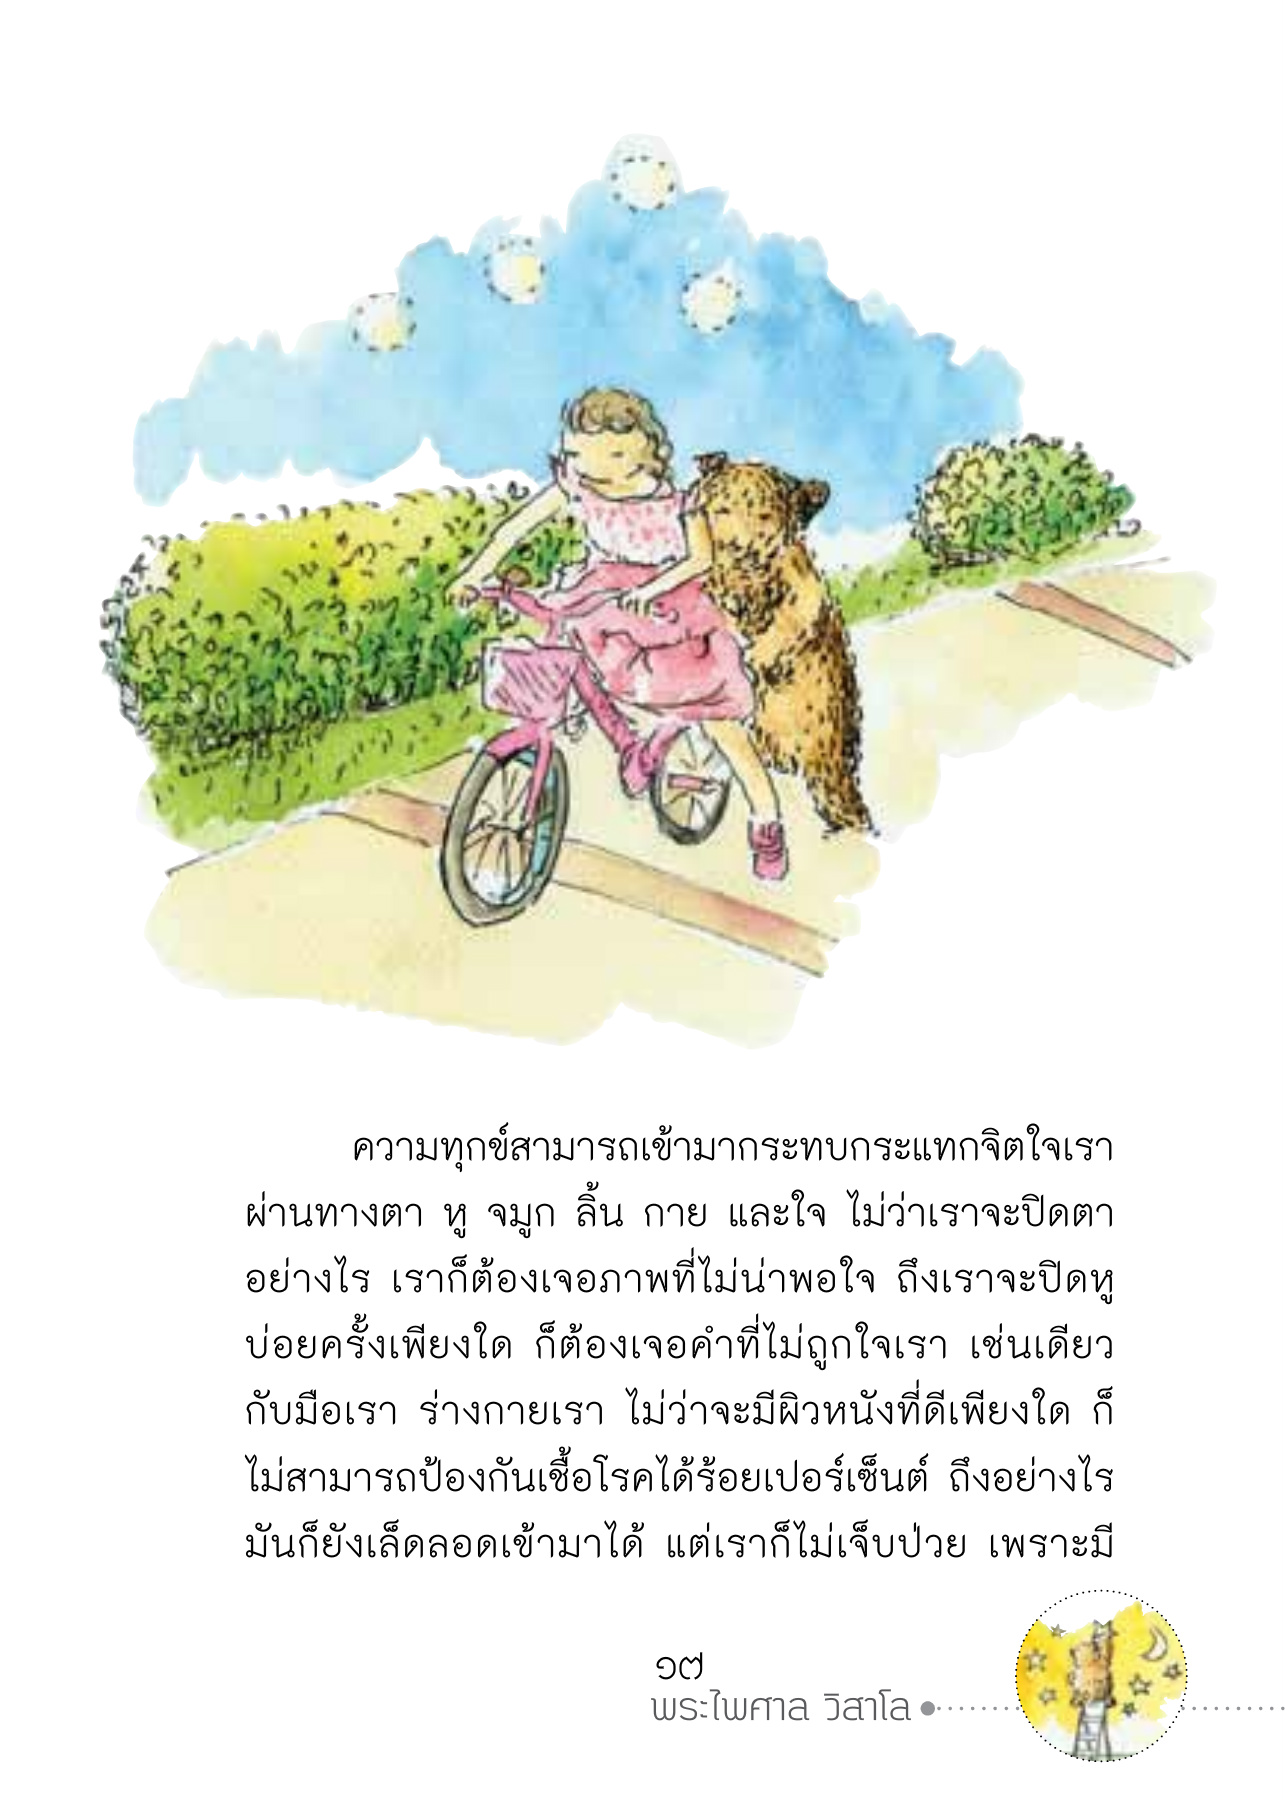 ความทุกข์สามารถเข้ามากระทบกระแทกจิตใจเรา
ผ่านทางตา หู จมูก ลิ้น กาย และใจ ไม่ว่าเราจะปิดตา
อย่างไร เราก็ต้องเจอภาพที่ไม่น่าพอใจ ถึงเราจะปิดหู
บ่อยครั้งเพียงใด ก็ต้องเจอคำที่ไม่ถูกใจเรา เช่นเดียว
กับมือเรา ร่างกายเรา ไม่ว่าจะมีผิวหนังที่ดีเพียงใด ก็
ไม่สามารถป้องกันเชื้อโรคได้ร้อยเปอร์เซ็นต์ ถึงอย่างไร
มันก็ยังเล็ดลอดเข้ามาได้ แต่เราก็ไม่เจ็บป่วย เพราะมี
๑๗
พระไพศาล วิสาโล